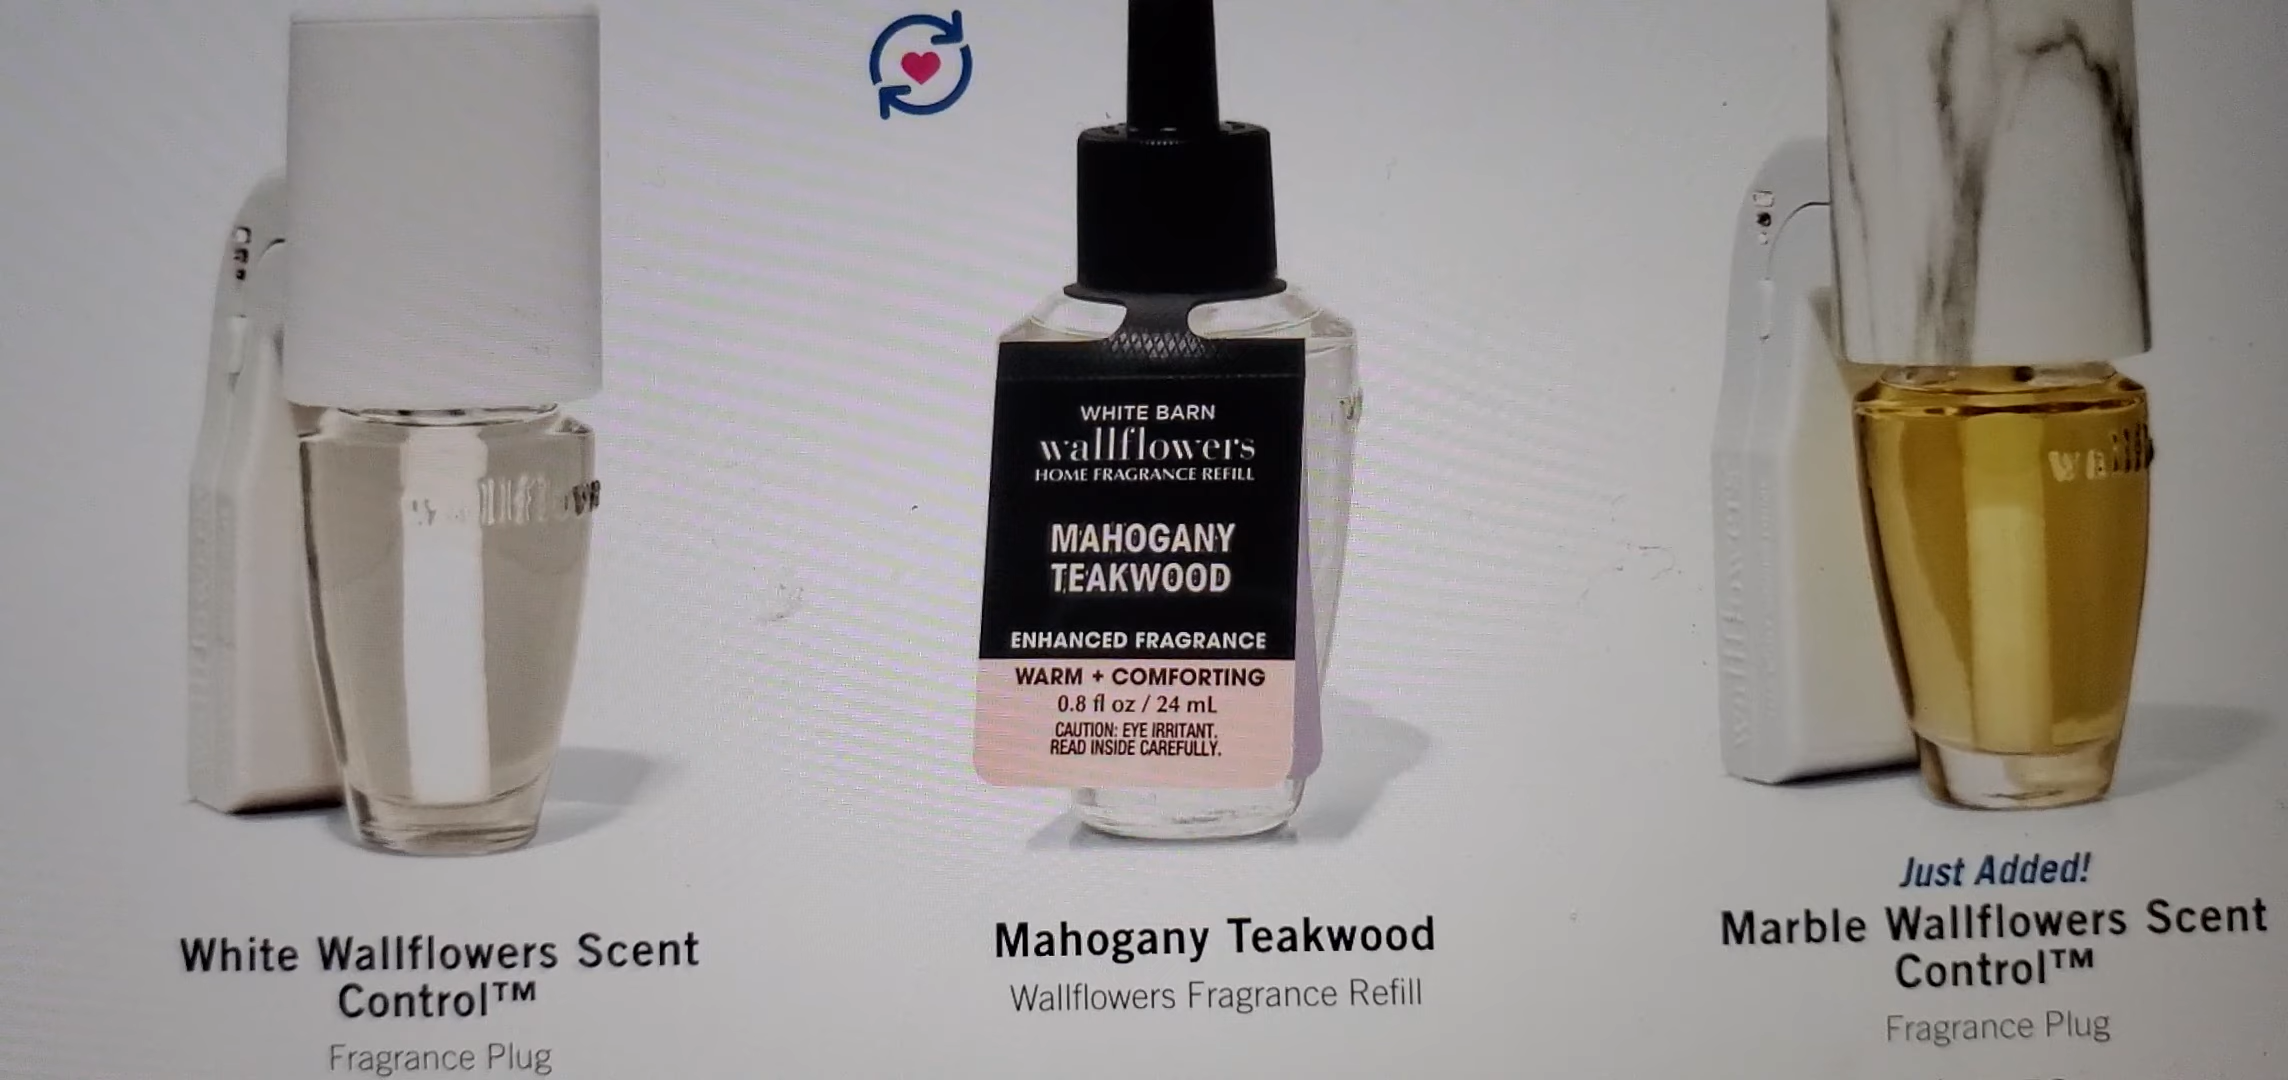 WHITE BARN
wallflowers
HOME FRAGRANCE REFILL
MAHOGANY
TEAKWOOD
ENHANCED FRAGRANCE
WARM + COMFORTING
0.8 fl oz / 24 mL
CAUTION: EYE IRRITANT.
READ INSIDE CAREFULLY.
White Wallflowers Scent
Control™
Fragrance Plug
Mahogany Teakwood
Wallflowers Fragrance Refill
Just Added!
Marble Wallflowers Scent
Control™
Fragrance Plug